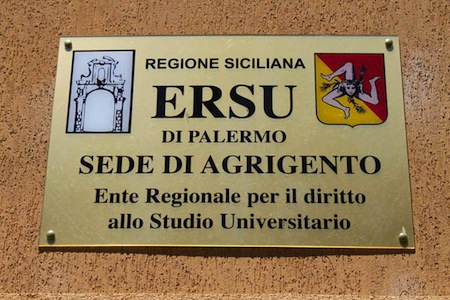 REGIONE SICILIANA
ERSU
DI PALERMO
SEDE DI AGRIGENTO
Ente Regionale per il diritto
allo Studio Universitario